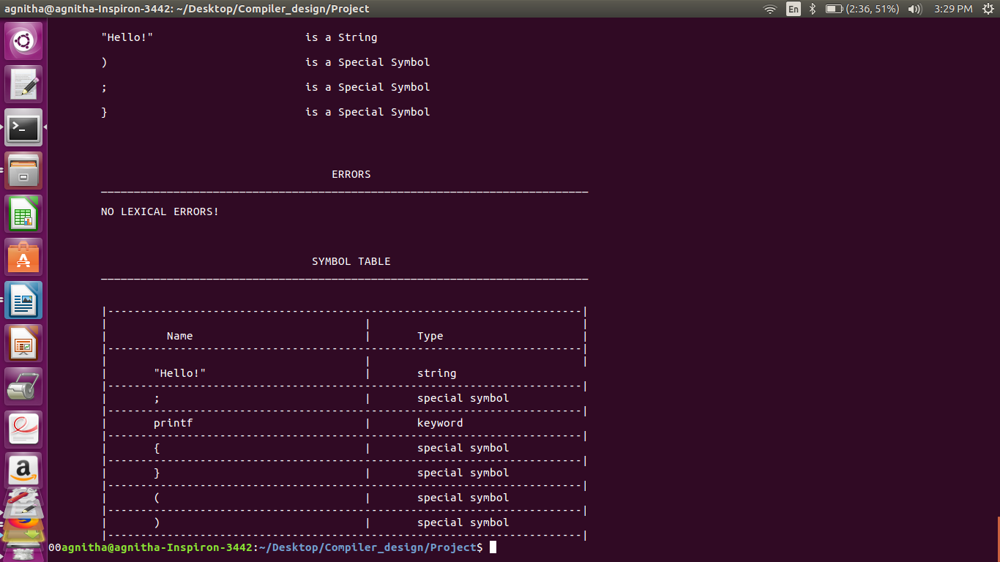 agnitha@agnitha-Inspiron-3442: ~/Desktop/Compiler_design/Project En (2:36, 51%) 3:29 PM
"Hello!" is a String
) is a Special Symbol
; is a Special Symbol
} is a Special Symbol
ERRORS
NO LEXICAL ERRORS!
SYMBOL TABLE
Name | Type
"Hello!" | string
; | special symbol
printf | keyword
{ | special symbol
} | special symbol
( | special symbol
) | special symbol
00agnitha@agnitha-Inspiron-3442:~/Desktop/Compiler_design/Project$